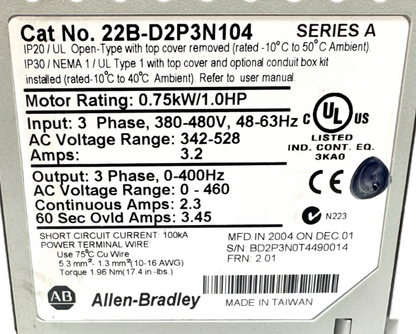 Cat No. 22B-D2P3N104 SERIES A
IP20 / UL Open-Type with top cover removed (rated -10°C to 50°C Ambient).
IP30 / NEMA 1 / UL Type 1 with top cover and optional conduit box kit
installed (rated-10°C to 40°C Ambient). Refer to user manual.
Motor Rating: 0.75kW/1.0HP
Input: 3 Phase, 380-480V, 48-63Hz
AC Voltage Range: 342-528
Amps: 3.2
C UL US
LISTED
IND. CONT. EQ.
3KA0
Output: 3 Phase, 0-400Hz
AC Voltage Range: 0 - 460
Continuous Amps: 2.3
60 Sec Ovld Amps: 3.45
CE
N223
SHORT CIRCUIT CURRENT: 100kA
POWER TERMINAL WIRE:
Use 75°C Cu Wire
5.3 mm²- 1.3 mm²(10-16 AWG)
Torque 1.96 Nm(17.4 in-lbs.)
MFD.IN 2004 ON DEC.01
S/N: BD2P3N0T4490014
FRN: 2.01
AB Allen-Bradley
MADE IN TAIWAN